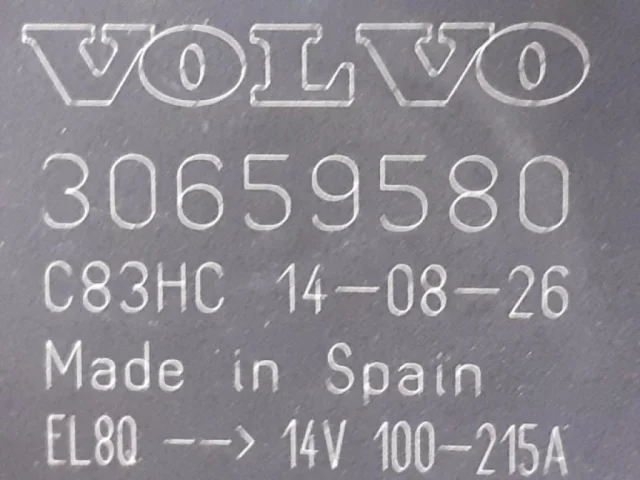 VOLVO
30659580
C83HC 14-08-26
Made in Spain
EL8Q --> 14V 100-215A